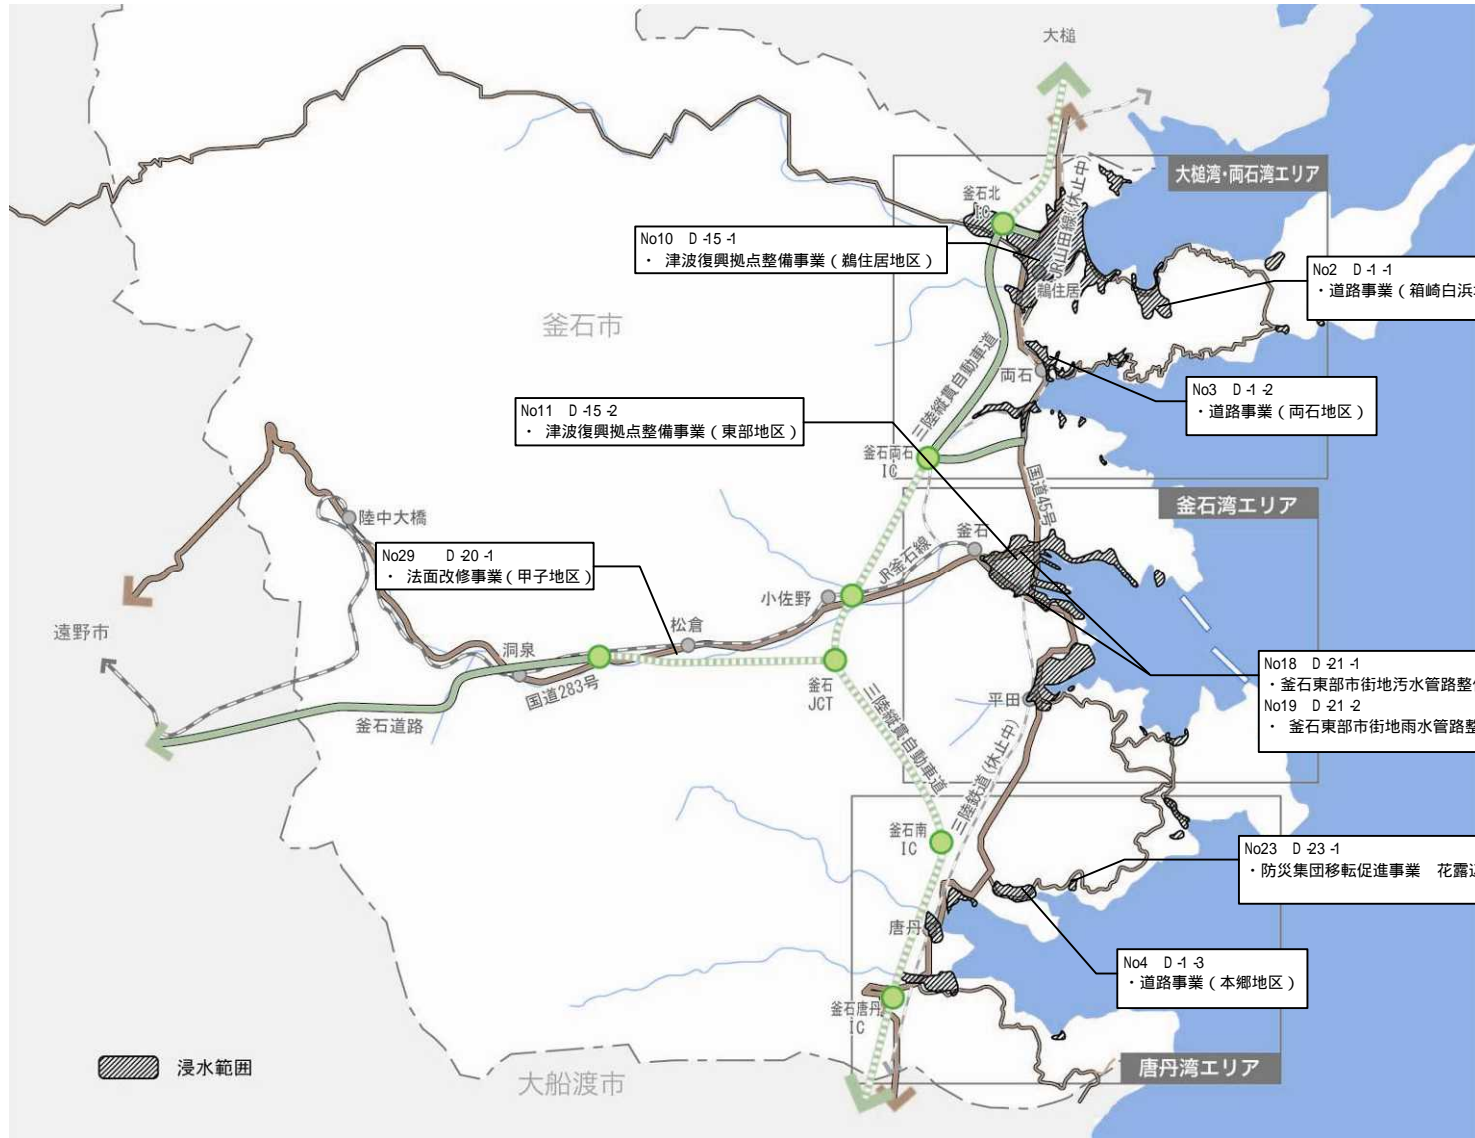 大槌
大槌湾・両石湾エリア
釜石北
IC
JR山田線(休止中)
No10 D-15-1
・ 津波復興拠点整備事業（鵜住居地区）
鵜住居
No2 D-1-1
・道路事業（箱崎白浜
釜石市
三陸縦貫自動車道
両石
No3 D-1-2
・道路事業（両石地区）
No11 D-15-2
・ 津波復興拠点整備事業（東部地区）
釜石両石
IC
国道45号
釜石湾エリア
陸中大橋
釜石
JR釜石線
No29 D-20-1
・ 法面改修事業（甲子地区）
小佐野
遠野市
松倉
洞泉
国道283号
釜石
JCT
釜石道路
平田
No18 D-21-1
・釜石東部市街地汚水管路整
No19 D-21-2
・ 釜石東部市街地雨水管路整
三陸縦貫自動車道
三陸鉄道(休止中)
釜石南
IC
No23 D-23-1
・防災集団移転促進事業 花露辺
唐丹
No4 D-1-3
・道路事業（本郷地区）
釜石唐丹
IC
唐丹湾エリア
浸水範囲
大船渡市